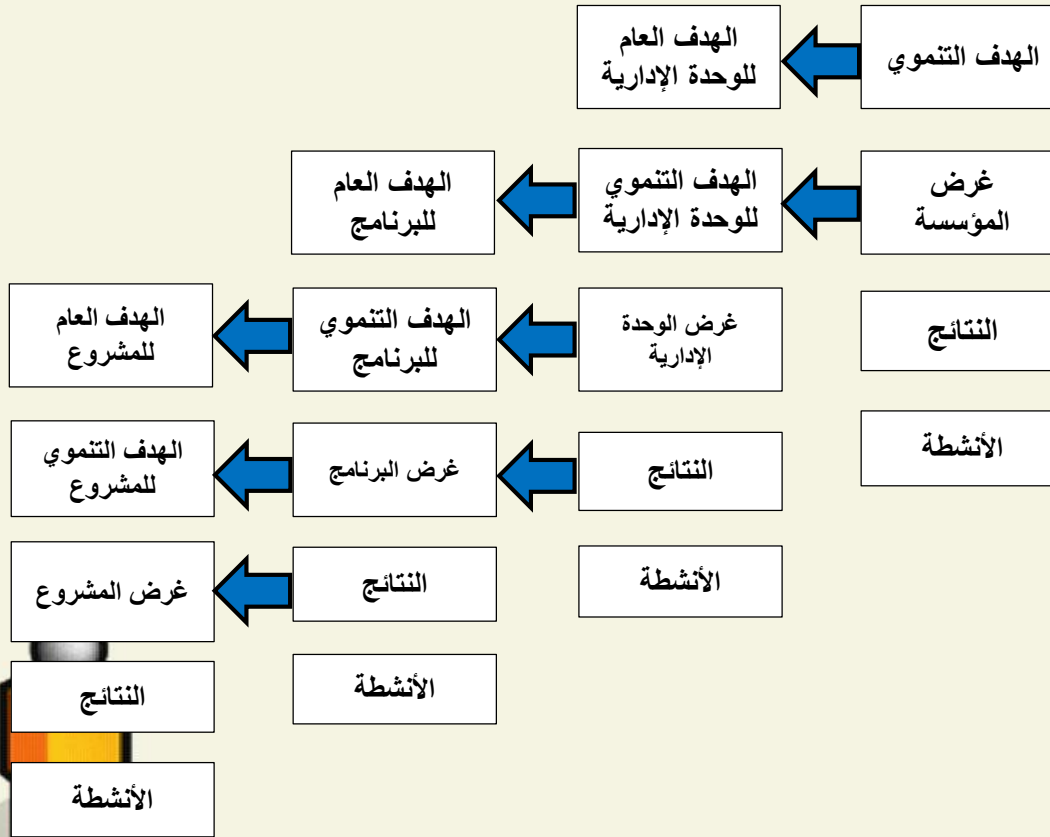 الهدف التنموي
الهدف العام
للوحدة الإدارية
غرض
المؤسسة
الهدف التنموي
للوحدة الإدارية
الهدف العام
للبرنامج
النتائج
غرض الوحدة
الإدارية
الهدف التنموي
للبرنامج
الهدف العام
للمشروع
الأنشطة
النتائج
غرض البرنامج
الهدف التنموي
للمشروع
الأنشطة
النتائج
غرض المشروع
الأنشطة
النتائج
الأنشطة